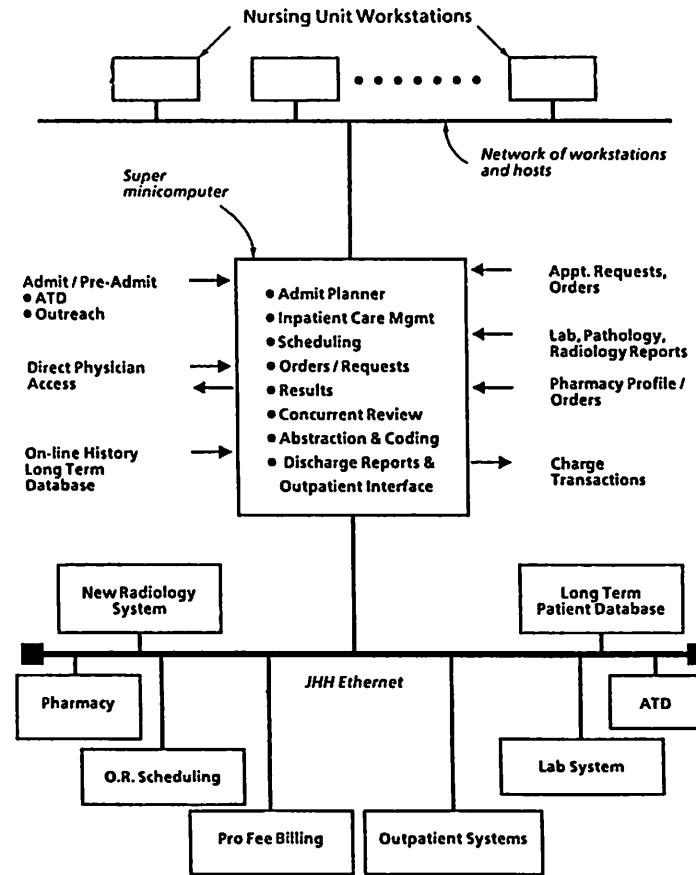 Nursing Unit Workstations
Network of workstations
and hosts
Super
minicomputer
Admit / Pre-Admit
● ATD
● Outreach
Direct Physician
Access
On-line History
Long Term
Database
● Admit Planner
● Inpatient Care Mgmt
● Scheduling
● Orders / Requests
● Results
● Concurrent Review
● Abstraction & Coding
● Discharge Reports &
Outpatient Interface
Appt. Requests,
Orders
Lab, Pathology,
Radiology Reports
Pharmacy Profile /
Orders
Charge
Transactions
New Radiology
System
Long Term
Patient Database
JHH Ethernet
Pharmacy
ATD
O.R. Scheduling
Lab System
Pro Fee Billing
Outpatient Systems